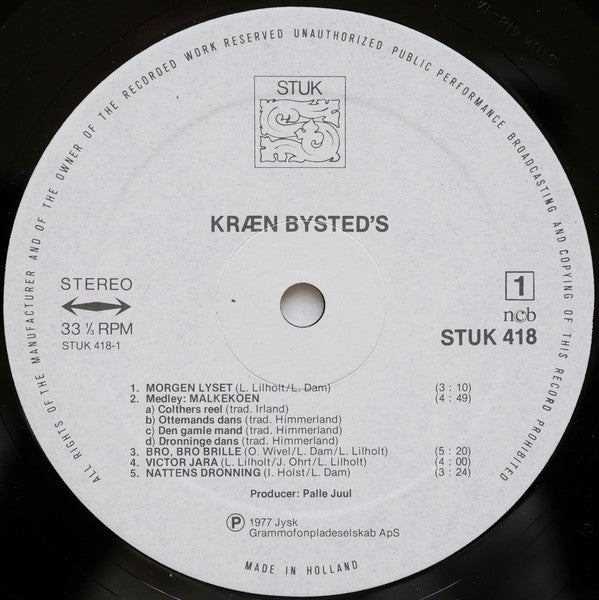 ALL RIGHTS OF THE MANUFACTURER AND OF THE OWNER OF THE RECORDED WORK RESERVED UNAUTHORIZED PUBLIC PERFORMANCE BROADCASTING AND COPYING OF THIS RECORD PROHIBITED
STUK
KRÆN BYSTED'S
STEREO
33 ⅓ RPM
STUK 418-1
1
ncb
STUK 418
1. MORGEN LYSET (L. Lilholt/L. Dam) (3 : 10)
2. Medley: MALKEKOEN (4 : 49)
a) Colthers reel (trad. Irland)
b) Ottemands dans (trad. Himmerland)
c) Den gamle mand (trad. Himmerland)
d) Dronninge dans (trad. Himmerland)
3. BRO, BRO BRILLE (O. Wivel/L. Dam/L. Lilholt) (5 : 20)
4. VICTOR JARA (L. Lilholt/J. Ohrt/L. Lilholt) (4 : 00)
5. NATTENS DRONNING (I. Holst/L. Dam) (3 : 24)
Producer: Palle Juul
Ⓟ 1977 Jysk
Grammofonpladeselskab ApS
MADE IN HOLLAND